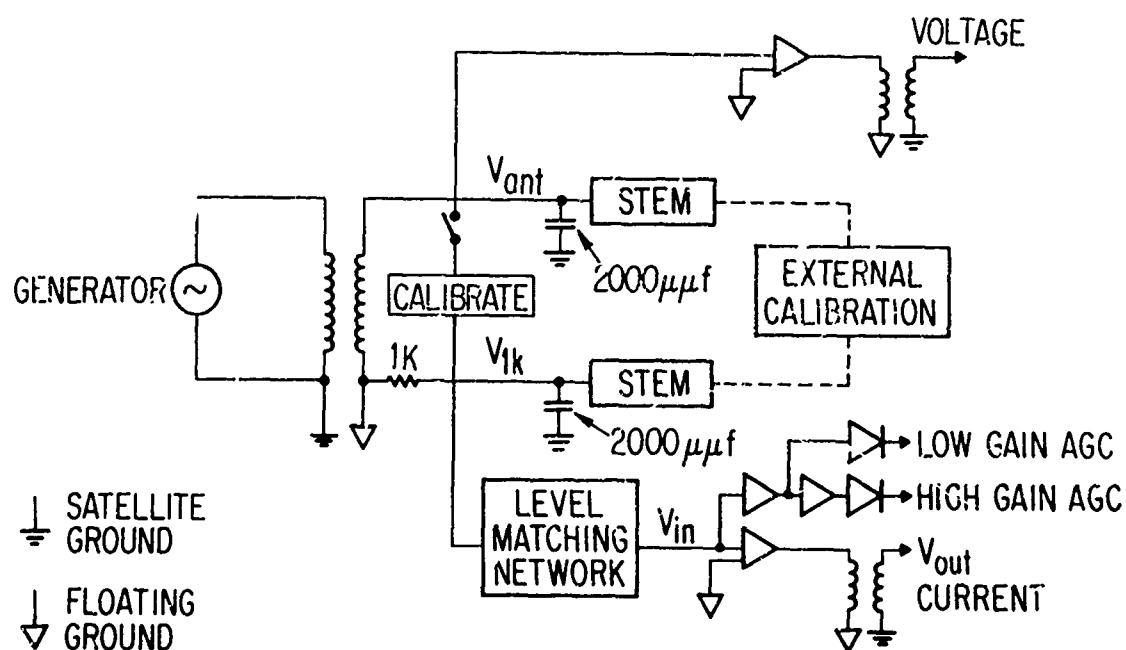 VOLTAGE
Vant
STEM
2000μμf
GENERATOR
CALIBRATE
EXTERNAL
CALIBRATION
1K
V1k
STEM
2000μμf
LOW GAIN AGC
HIGH GAIN AGC
LEVEL
MATCHING
NETWORK
Vin
Vout
CURRENT
SATELLITE
GROUND
FLOATING
GROUND